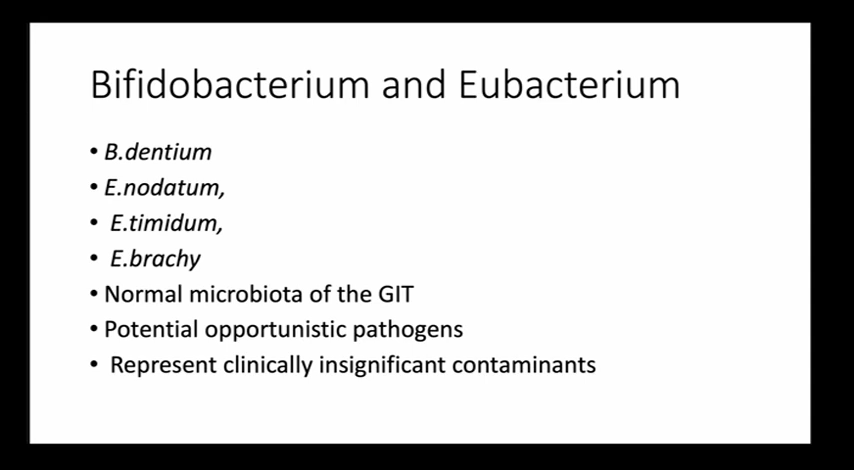 Bifidobacterium and Eubacterium
• B.dentium
• E.nodatum,
• E.timidum,
• E.brachy
• Normal microbiota of the GIT
• Potential opportunistic pathogens
• Represent clinically insignificant contaminants